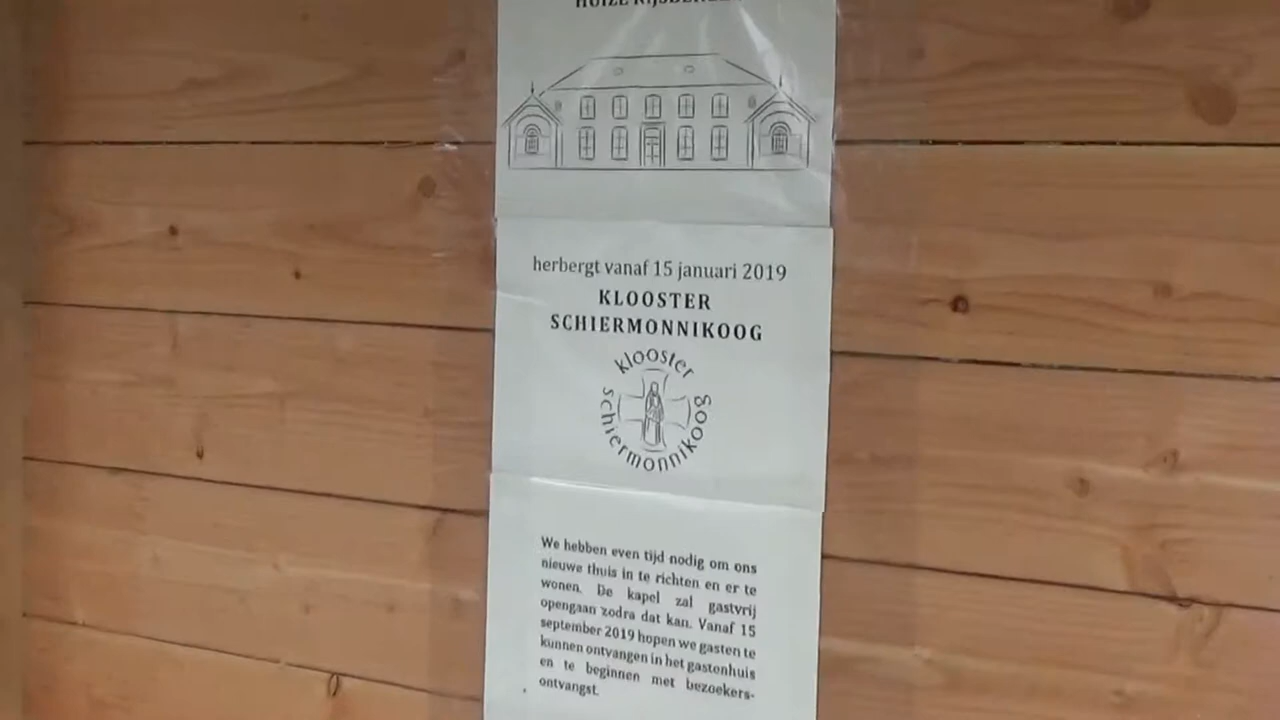 HUIZE
herbergt vanaf 15 januari 2019
KLOOSTER
SCHIERMONNIKOOG
klooster
schiermonnikoog
We hebben even tijd nodig om ons
nieuwe thuis in te richten en er te
wonen. De kapel zal gastvrij
opengaan zodra dat kan. Vanaf 15
september 2019 hopen we gasten te
kunnen ontvangen in het gastenhuis
en te beginnen met bezoekers-
ontvangst.